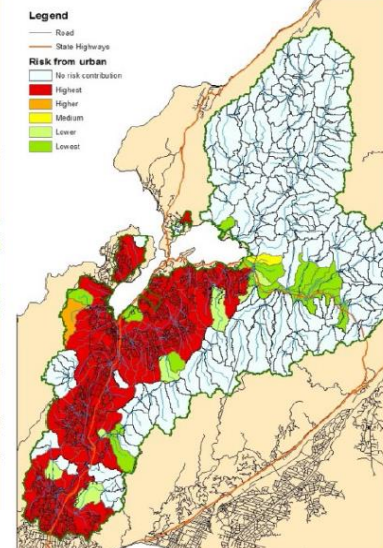 Legend
Road
State Highways
Risk from urban
No risk contribution
Highest
Higher
Medium
Lower
Lowest